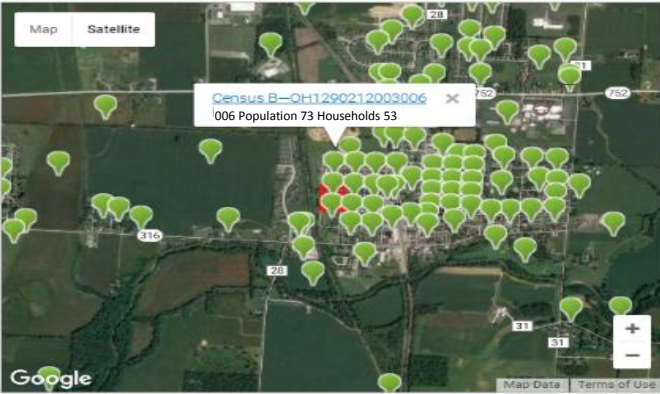 28
Map Satellite
31
Census B—OH1290212003006 ×
752
752
006 Population 73 Households 53
316
28
31
31
+
−
Google
Map Data Terms of Use